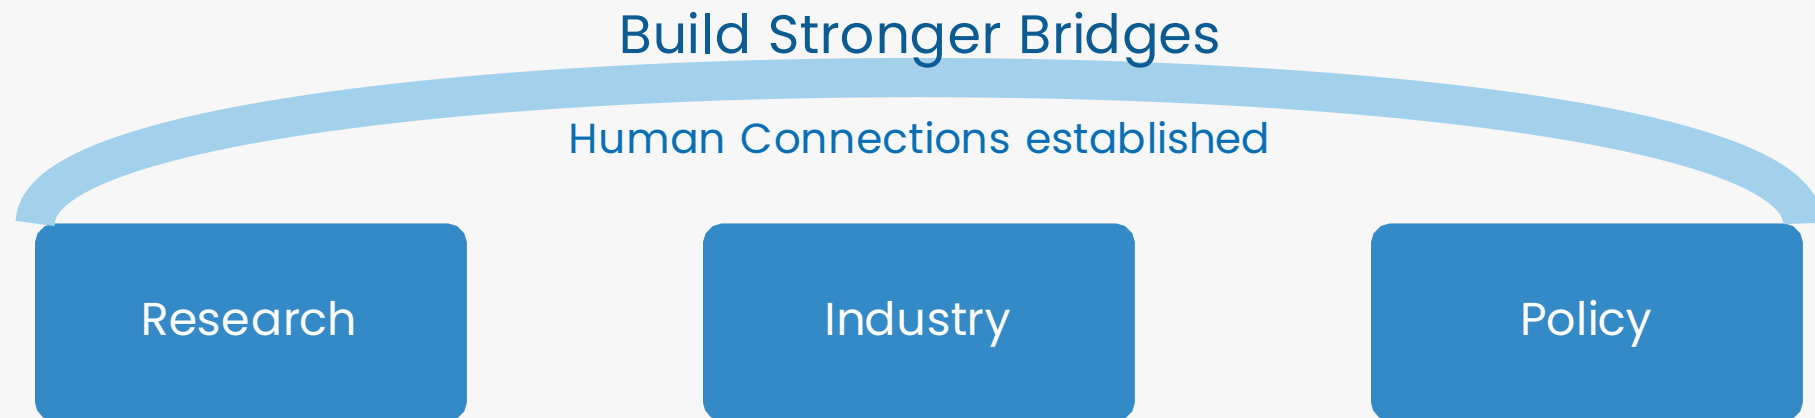 Build Stronger Bridges
Human Connections established
Research
Industry
Policy